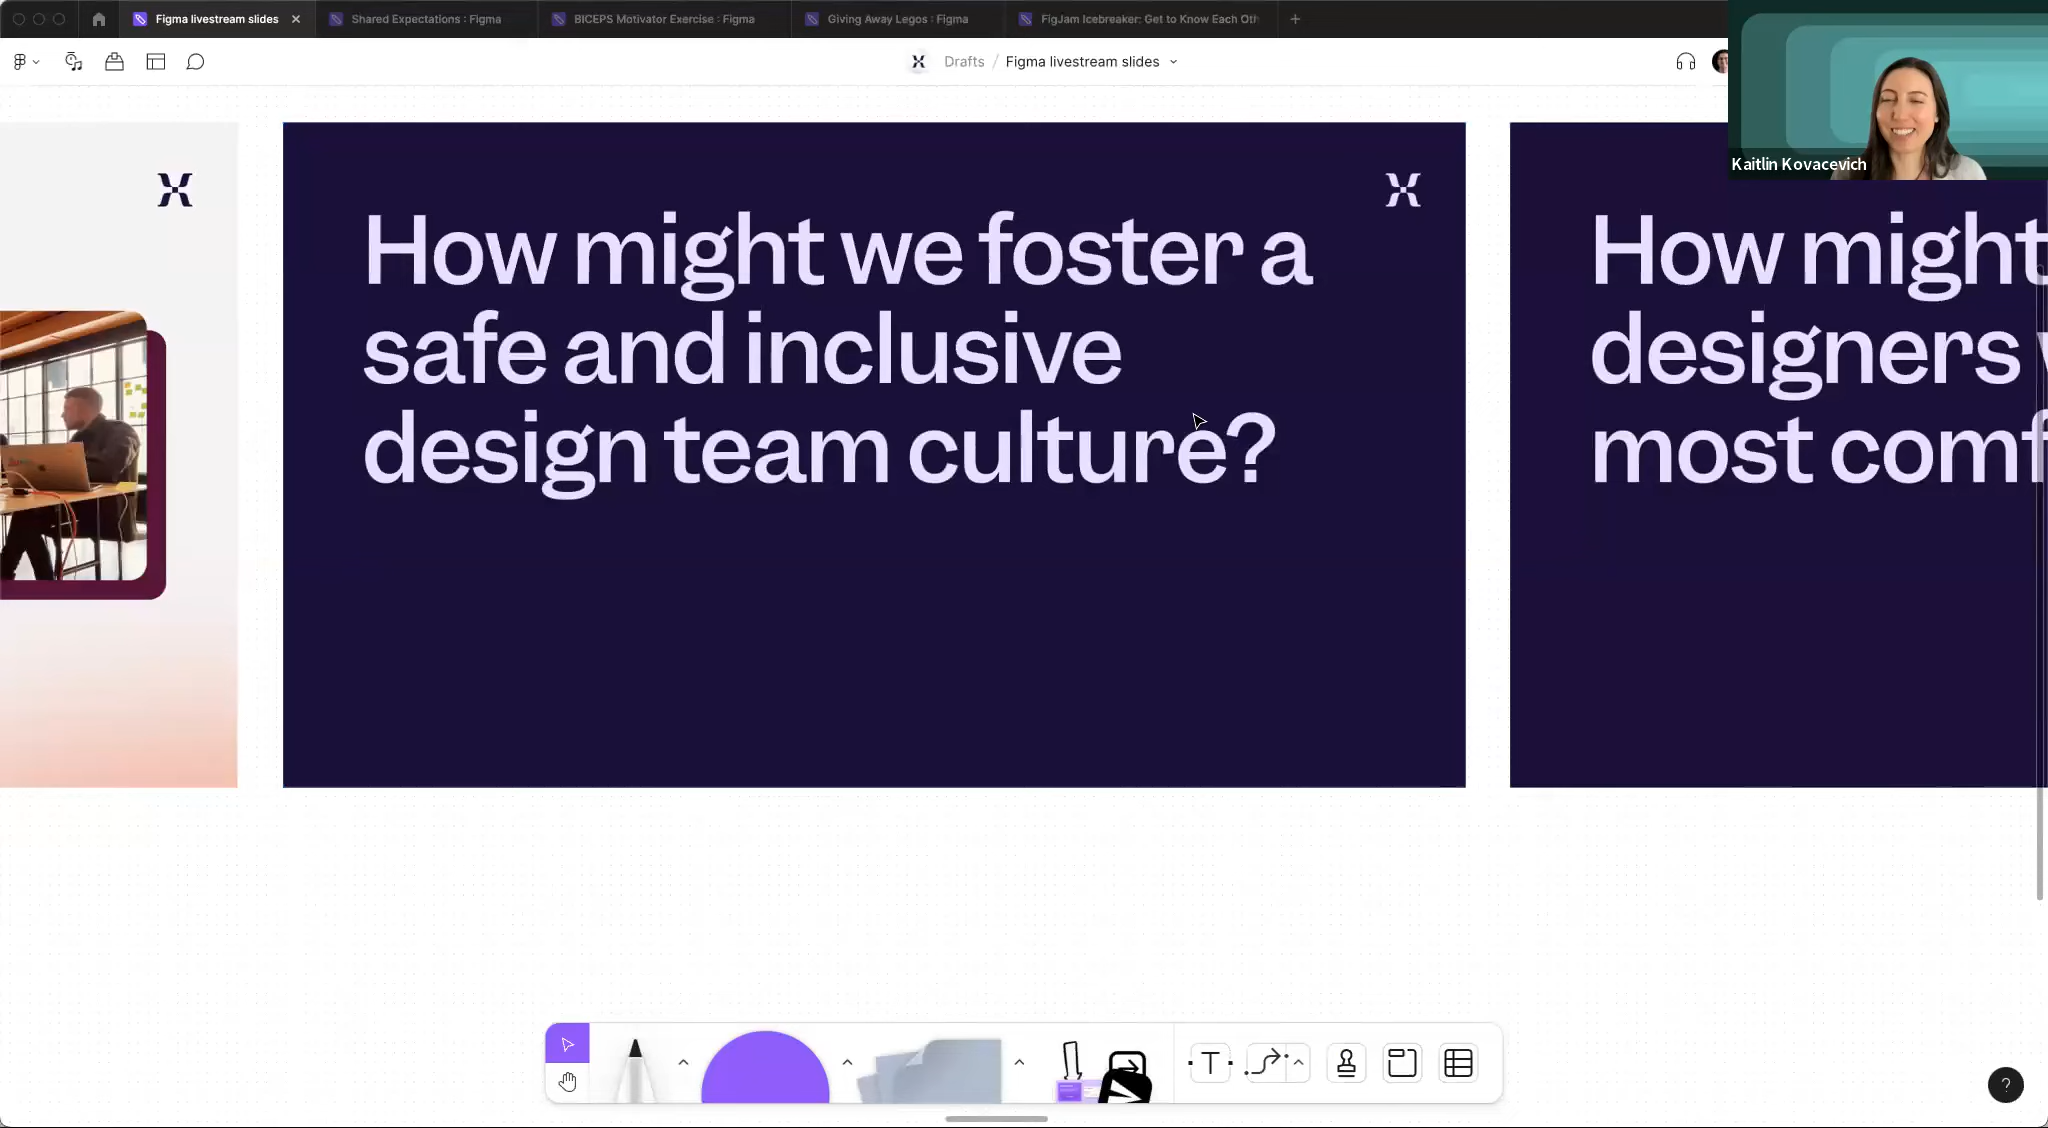 Figma livestream slides
Shared Expectations : Figma
BICEPS Motivator Exercise : Figma
Giving Away Legos : Figma
FigJam Icebreaker: Get to Know Each Oth
Drafts / Figma livestream slides
Kaitlin Kovacevich
How might we foster a
safe and inclusive
design team culture?
How might
designers
most comf
T
?